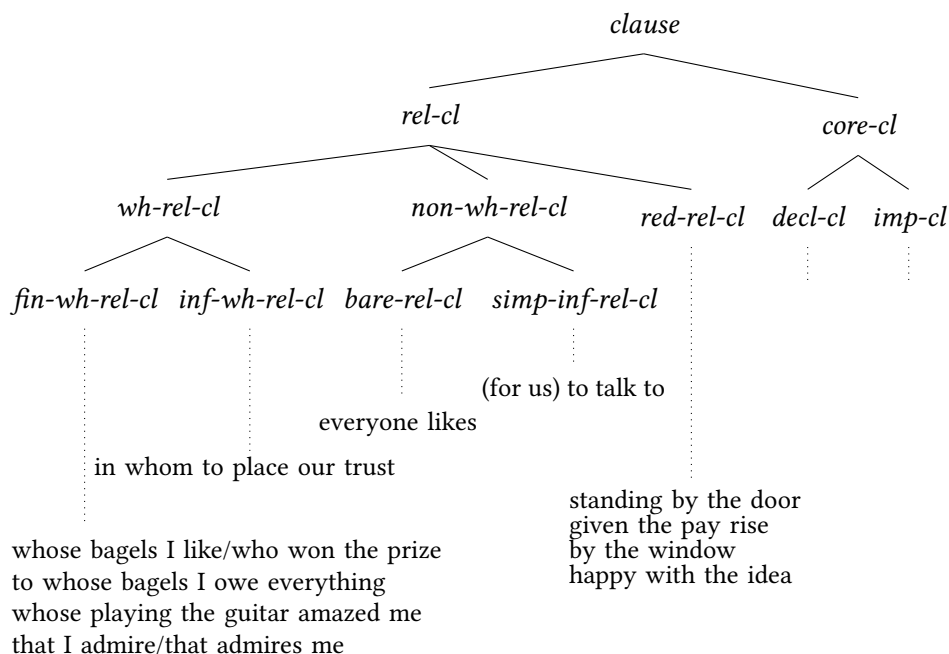 clause
rel-cl
core-cl
wh-rel-cl non-wh-rel-cl red-rel-cl decl-cl imp-cl
fin-wh-rel-cl inf-wh-rel-cl bare-rel-cl simp-inf-rel-cl
(for us) to talk to
everyone likes
in whom to place our trust
standing by the door
given the pay rise
by the window
happy with the idea
whose bagels I like/who won the prize
to whose bagels I owe everything
whose playing the guitar amazed me
that I admire/that admires me